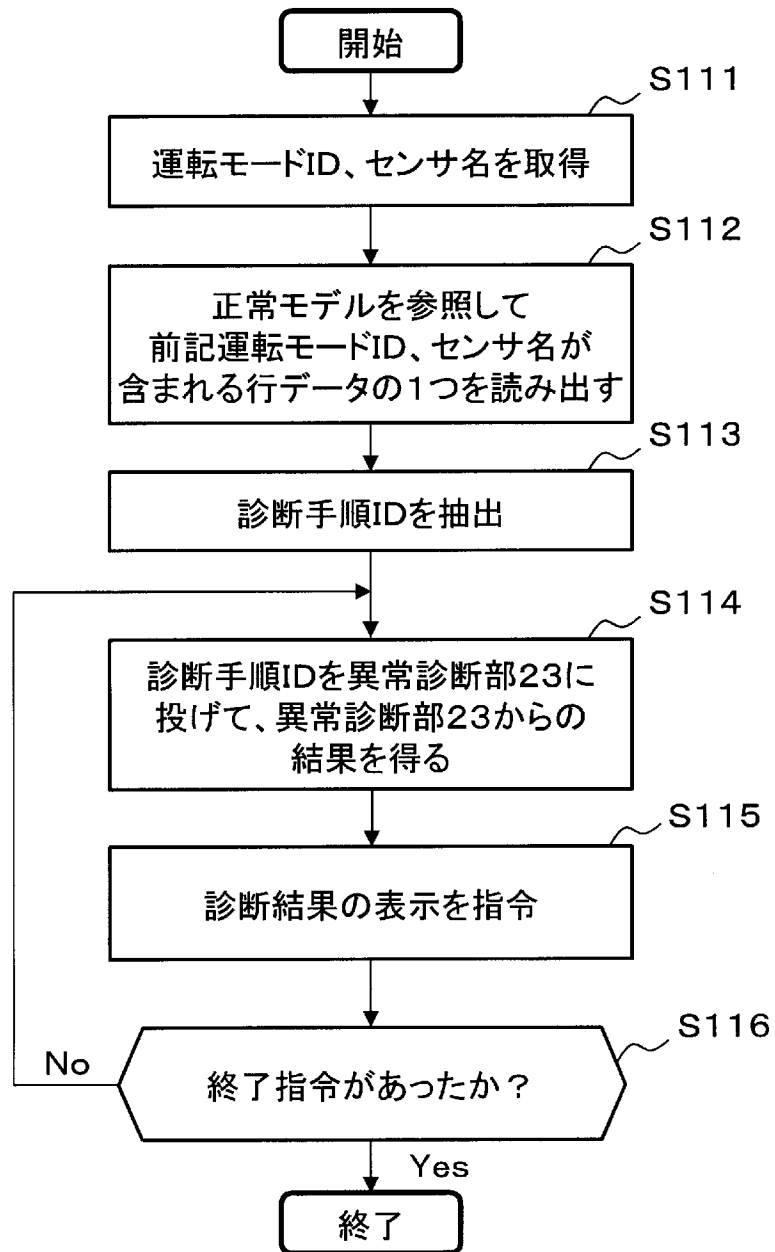 開始
S111
運転モードID、センサ名を取得
S112
正常モデルを参照して
前記運転モードID、センサ名が
含まれる行データの1つを読み出す
S113
診断手順IDを抽出
S114
診断手順IDを異常診断部23に
投げて、異常診断部23からの
結果を得る
S115
診断結果の表示を指令
S116
No
終了指令があったか？
Yes
終了